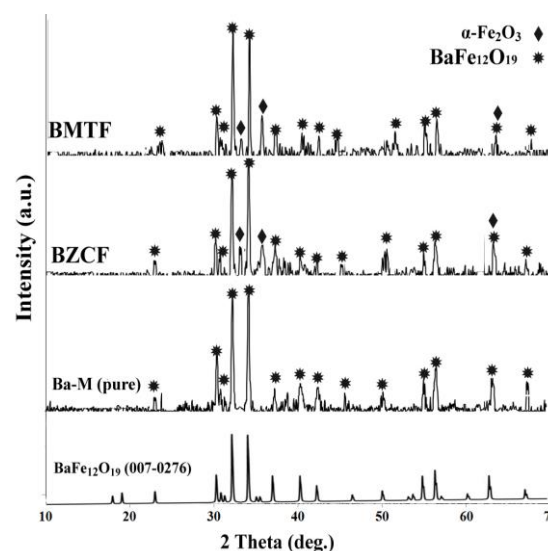 α-Fe₂O₃
BaFe₁₂O₁₉
BMTF
BZCF
Ba-M (pure)
BaFe₁₂O₁₉ (007-0276)
Intensity (a.u.)
10 20 30 40 50 60 70
2 Theta (deg.)